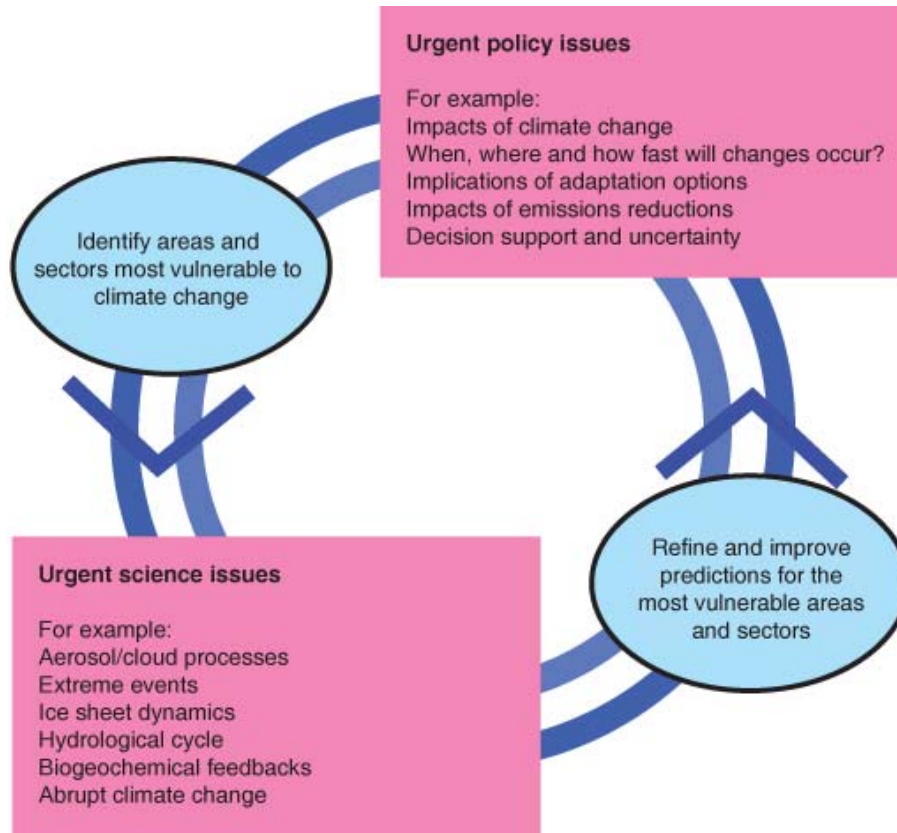 Urgent policy issues
For example:
Impacts of climate change
When, where and how fast will changes occur?
Implications of adaptation options
Impacts of emissions reductions
Decision support and uncertainty
Identify areas and
sectors most vulnerable to
climate change
Urgent science issues
For example:
Aerosol/cloud processes
Extreme events
Ice sheet dynamics
Hydrological cycle
Biogeochemical feedbacks
Abrupt climate change
Refine and improve
predictions for the
most vulnerable areas
and sectors